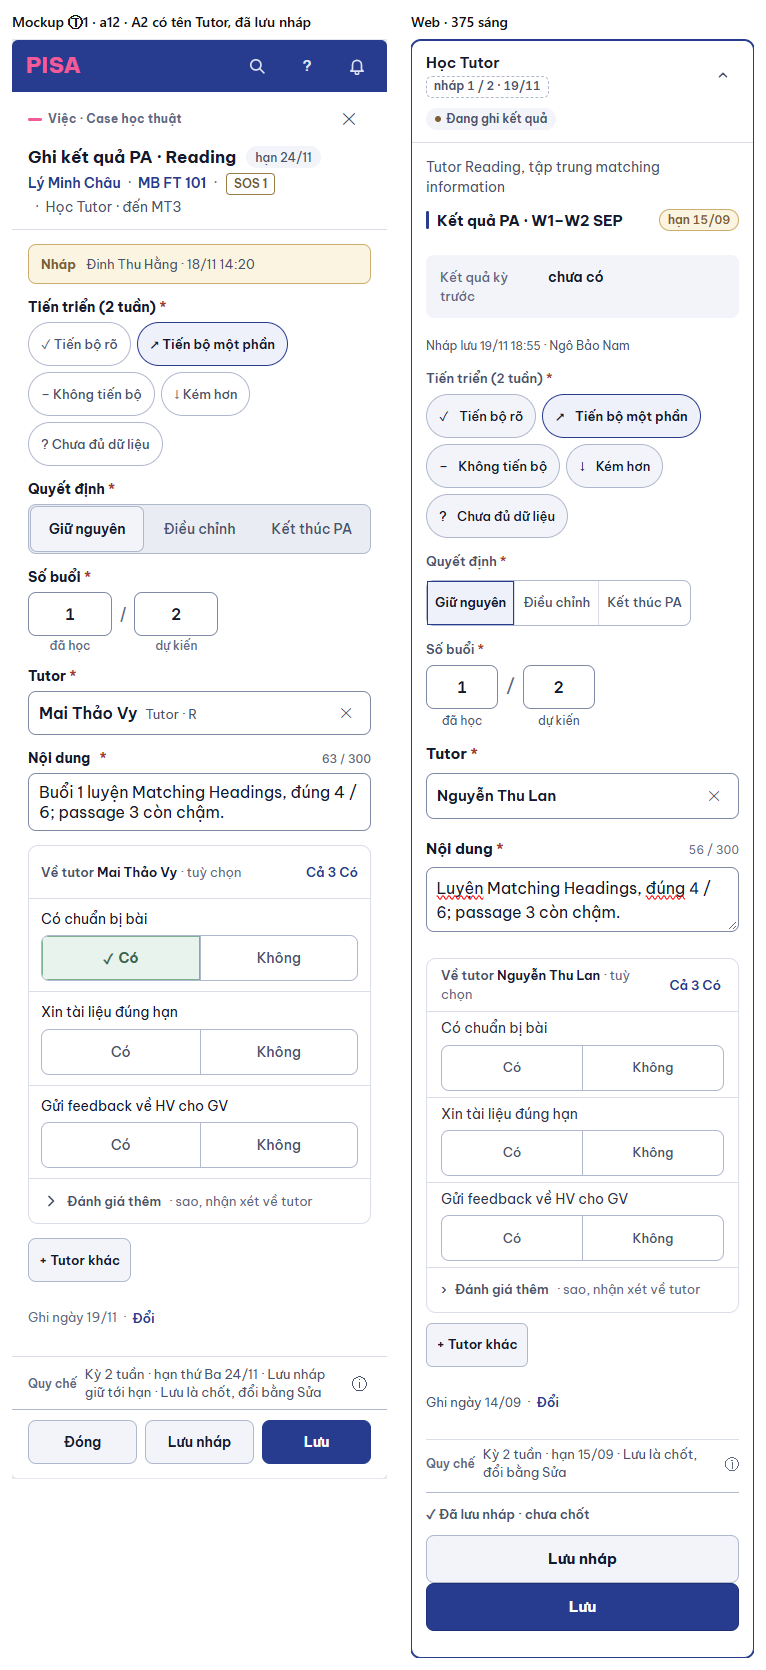 Mockup Ⓣ1 · a12 · A2 có tên Tutor, đã lưu nháp
PISA
?
Việc · Case học thuật
Ghi kết quả PA · Reading
hạn 24/11
Lý Minh Châu · MB FT 101 ·
SOS 1
· Học Tutor · đến MT3
Nháp Đinh Thu Hằng · 18/11 14:20
Tiến triển (2 tuần) *
✓ Tiến bộ rõ
↗ Tiến bộ một phần
– Không tiến bộ
↓ Kém hơn
? Chưa đủ dữ liệu
Quyết định *
Giữ nguyên
Điều chỉnh
Kết thúc PA
Số buổi *
1 / 2
đã học
dự kiến
Tutor *
Mai Thảo Vy Tutor · R
Nội dung *
63 / 300
Buổi 1 luyện Matching Headings, đúng 4 /
6; passage 3 còn chậm.
Về tutor Mai Thảo Vy · tuỳ chọn
Cả 3 Có
Có chuẩn bị bài
✓ Có
Không
Xin tài liệu đúng hạn
Có
Không
Gửi feedback về HV cho GV
Có
Không
Đánh giá thêm · sao, nhận xét về tutor
+ Tutor khác
Ghi ngày 19/11 · Đổi
Quy chế
Kỳ 2 tuần · hạn thứ Ba 24/11 · Lưu nháp
giữ tới hạn · Lưu là chốt, đổi bằng Sửa
Đóng
Lưu nháp
Lưu
Web · 375 sáng
Học Tutor
nháp 1 / 2 · 19/11
Đang ghi kết quả
Tutor Reading, tập trung matching
information
Kết quả PA · W1–W2 SEP
hạn 15/09
Kết quả kỳ
trước
chưa có
Nháp lưu 19/11 18:55 · Ngô Bảo Nam
Tiến triển (2 tuần) *
✓ Tiến bộ rõ
↗ Tiến bộ một phần
– Không tiến bộ
↓ Kém hơn
? Chưa đủ dữ liệu
Quyết định *
Giữ nguyên
Điều chỉnh
Kết thúc PA
Số buổi *
1 / 2
đã học
dự kiến
Tutor *
Nguyễn Thu Lan
Nội dung *
56 / 300
Luyện Matching Headings, đúng 4 /
6; passage 3 còn chậm.
Về tutor Nguyễn Thu Lan · tuỳ
chọn
Cả 3 Có
Có chuẩn bị bài
Có
Không
Xin tài liệu đúng hạn
Có
Không
Gửi feedback về HV cho GV
Có
Không
Đánh giá thêm · sao, nhận xét về tutor
+ Tutor khác
Ghi ngày 14/09 · Đổi
Quy chế
Kỳ 2 tuần · hạn 15/09 · Lưu là chốt,
đổi bằng Sửa
✓ Đã lưu nháp · chưa chốt
Lưu nháp
Lưu